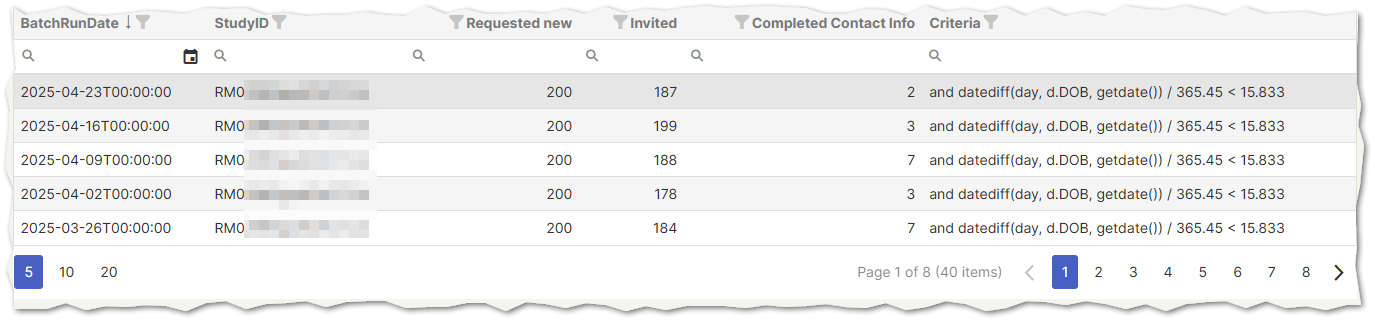 BatchRunDate ↓ StudyID Requested new Invited Completed Contact Info Criteria
2025-04-23T00:00:00 RM0 200 187 2 and datediff(day, d.DOB, getdate()) / 365.45 < 15.833
2025-04-16T00:00:00 RM0 200 199 3 and datediff(day, d.DOB, getdate()) / 365.45 < 15.833
2025-04-09T00:00:00 RM0 200 188 7 and datediff(day, d.DOB, getdate()) / 365.45 < 15.833
2025-04-02T00:00:00 RM0 200 178 3 and datediff(day, d.DOB, getdate()) / 365.45 < 15.833
2025-03-26T00:00:00 RM0 200 184 7 and datediff(day, d.DOB, getdate()) / 365.45 < 15.833
5 10 20 Page 1 of 8 (40 items) 1 2 3 4 5 6 7 8